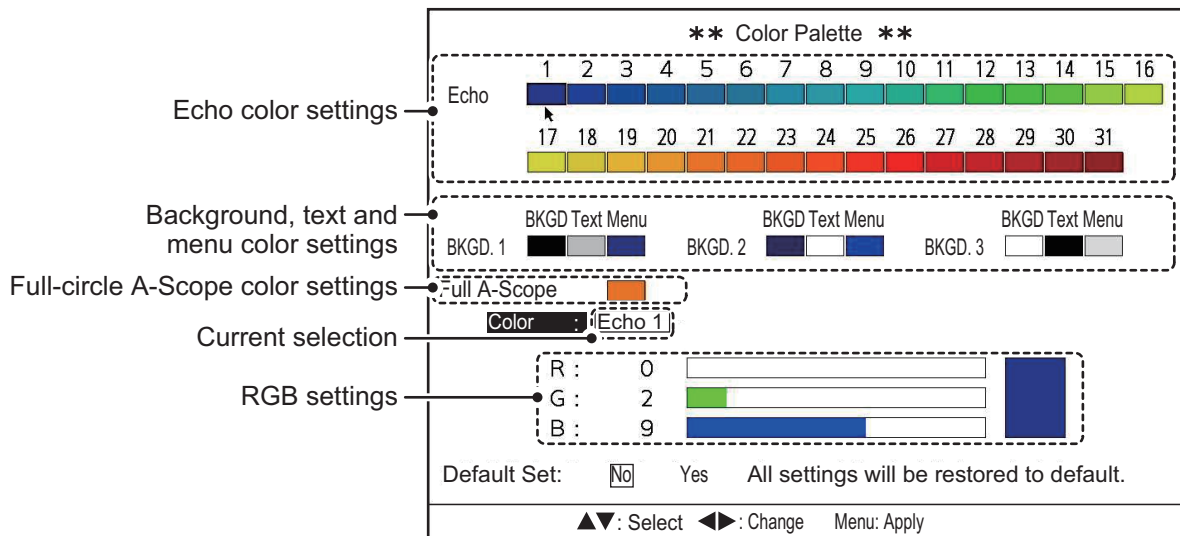 ** Color Palette **
1 2 3 4 5 6 7 8 9 10 11 12 13 14 15 16
Echo
Echo color settings
17 18 19 20 21 22 23 24 25 26 27 28 29 30 31
Background, text and
menu color settings
BKGD Text Menu BKGD Text Menu BKGD Text Menu
BKGD. 1 BKGD. 2 BKGD. 3
Full-circle A-Scope color settings
Full A-Scope
Color : Echo 1
Current selection
RGB settings
R : 0
G : 2
B : 9
Default Set: No Yes All settings will be restored to default.
▲▼: Select ◀▶: Change Menu: Apply